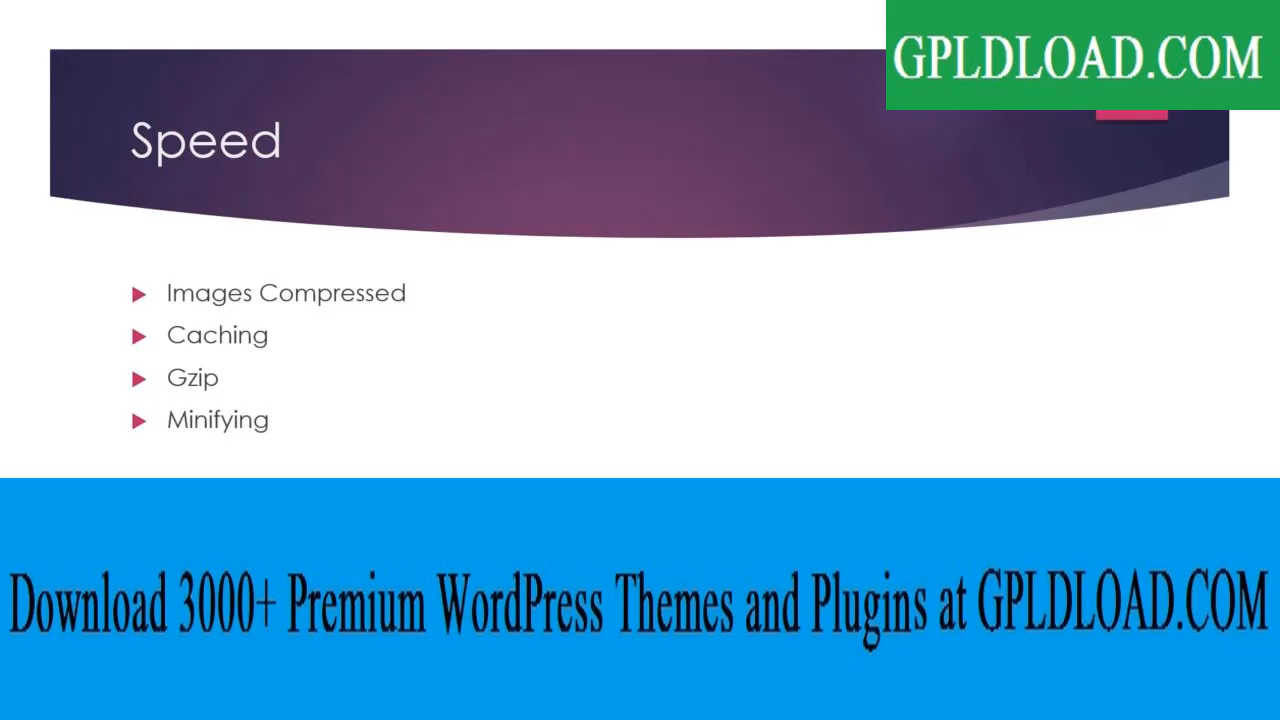 GPLDLOAD.COM
Speed
Images Compressed
Caching
Gzip
Minifying
Download 3000+ Premium WordPress Themes and Plugins at GPLDLOAD.COM